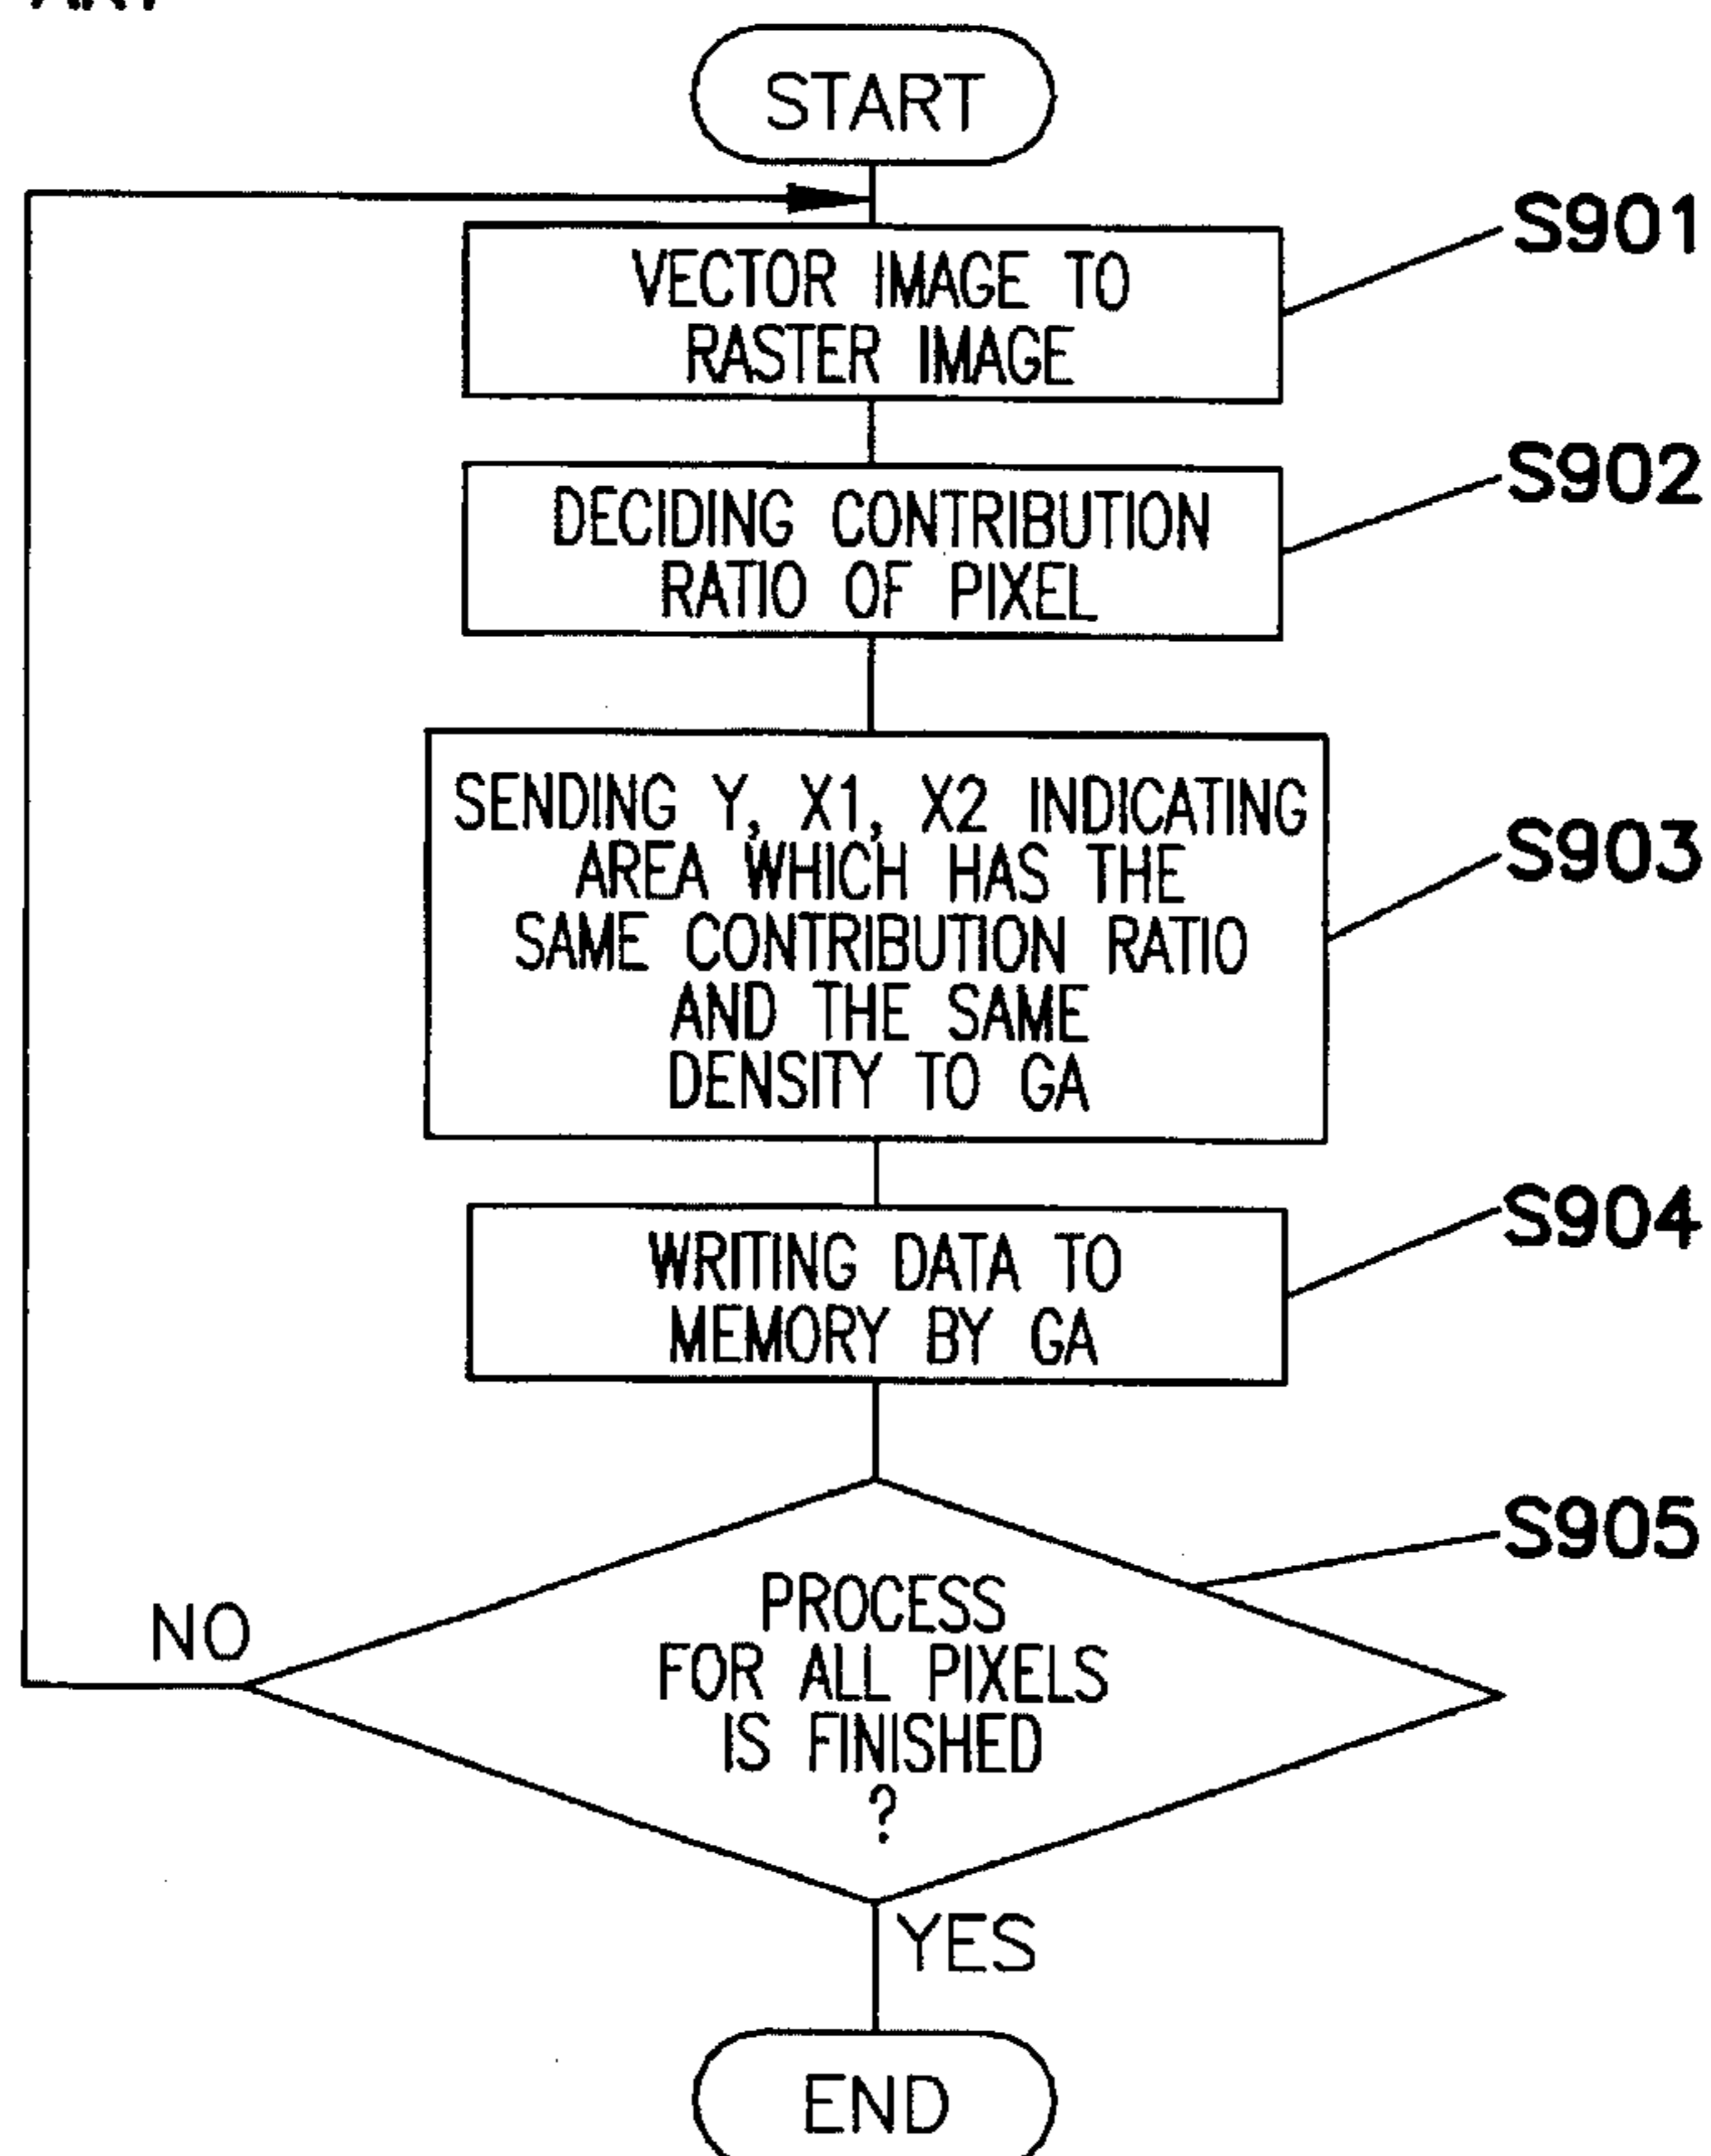 START
S901
VECTOR IMAGE TO
RASTER IMAGE
S902
DECIDING CONTRIBUTION
RATIO OF PIXEL
SENDING Y, X1, X2 INDICATING
AREA WHICH HAS THE
SAME CONTRIBUTION RATIO
AND THE SAME
DENSITY TO GA
S903
S904
WRITING DATA TO
MEMORY BY GA
S905
PROCESS
FOR ALL PIXELS
IS FINISHED
?
NO
YES
END